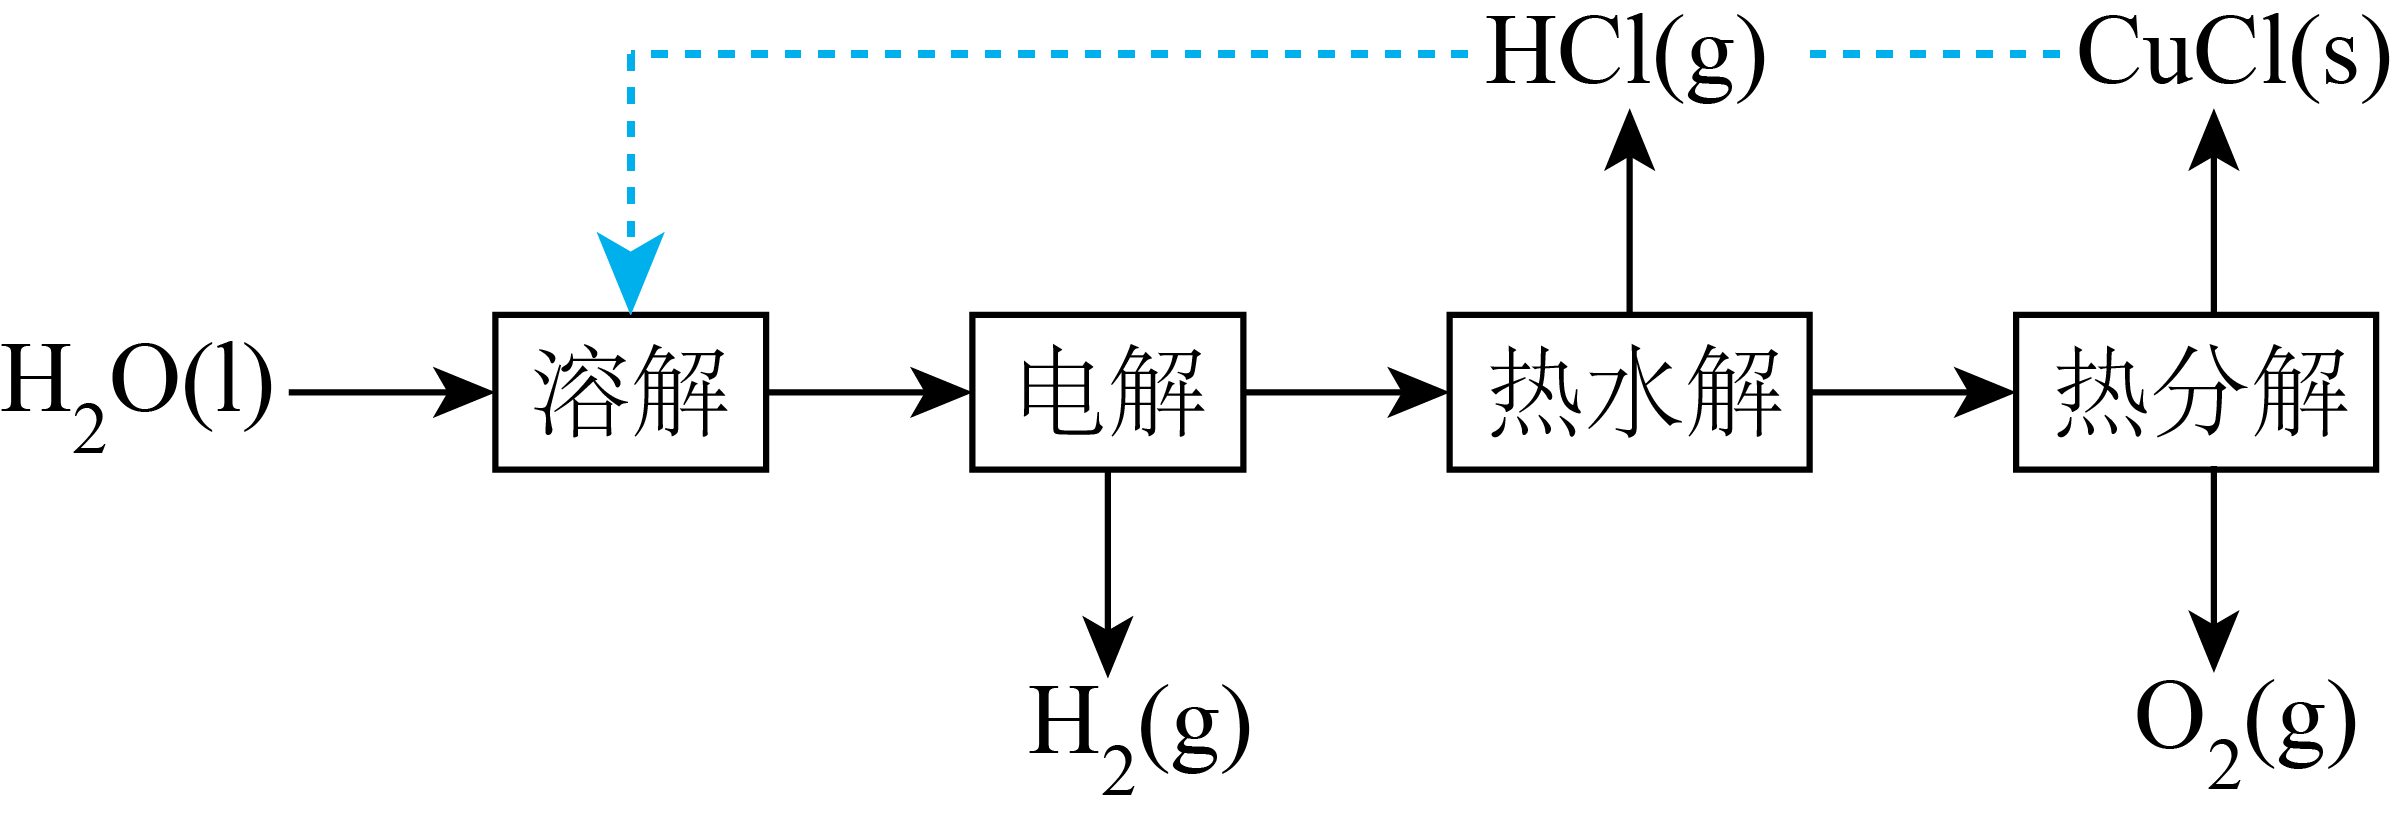 HCl(g)
CuCl(s)
H₂O(l)
溶解
电解
热水解
热分解
H₂(g)
O₂(g)